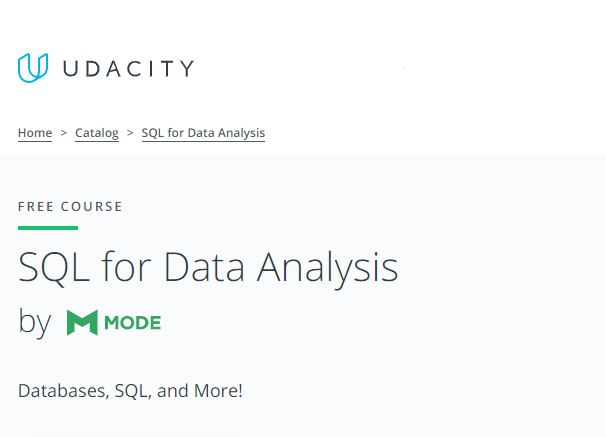 UDACITY
Home > Catalog > SQL for Data Analysis
FREE COURSE
SQL for Data Analysis
by MODE
Databases, SQL, and More!